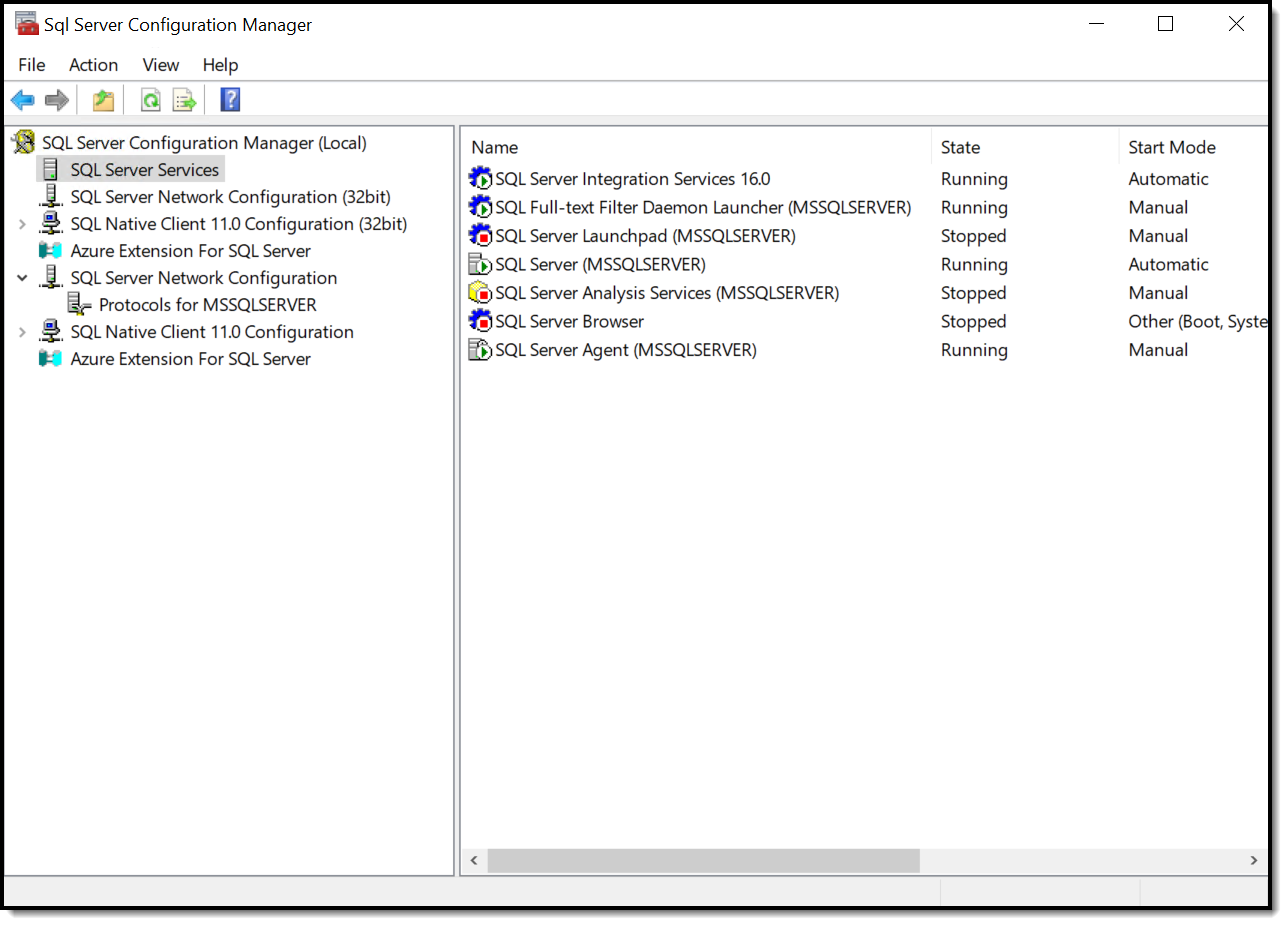 Sql Server Configuration Manager
File Action View Help
SQL Server Configuration Manager (Local)
SQL Server Services
SQL Server Network Configuration (32bit)
SQL Native Client 11.0 Configuration (32bit)
Azure Extension For SQL Server
SQL Server Network Configuration
Protocols for MSSQLSERVER
SQL Native Client 11.0 Configuration
Azure Extension For SQL Server
Name State Start Mode
SQL Server Integration Services 16.0 Running Automatic
SQL Full-text Filter Daemon Launcher (MSSQLSERVER) Running Manual
SQL Server Launchpad (MSSQLSERVER) Stopped Manual
SQL Server (MSSQLSERVER) Running Automatic
SQL Server Analysis Services (MSSQLSERVER) Stopped Manual
SQL Server Browser Stopped Other (Boot, Syste
SQL Server Agent (MSSQLSERVER) Running Manual